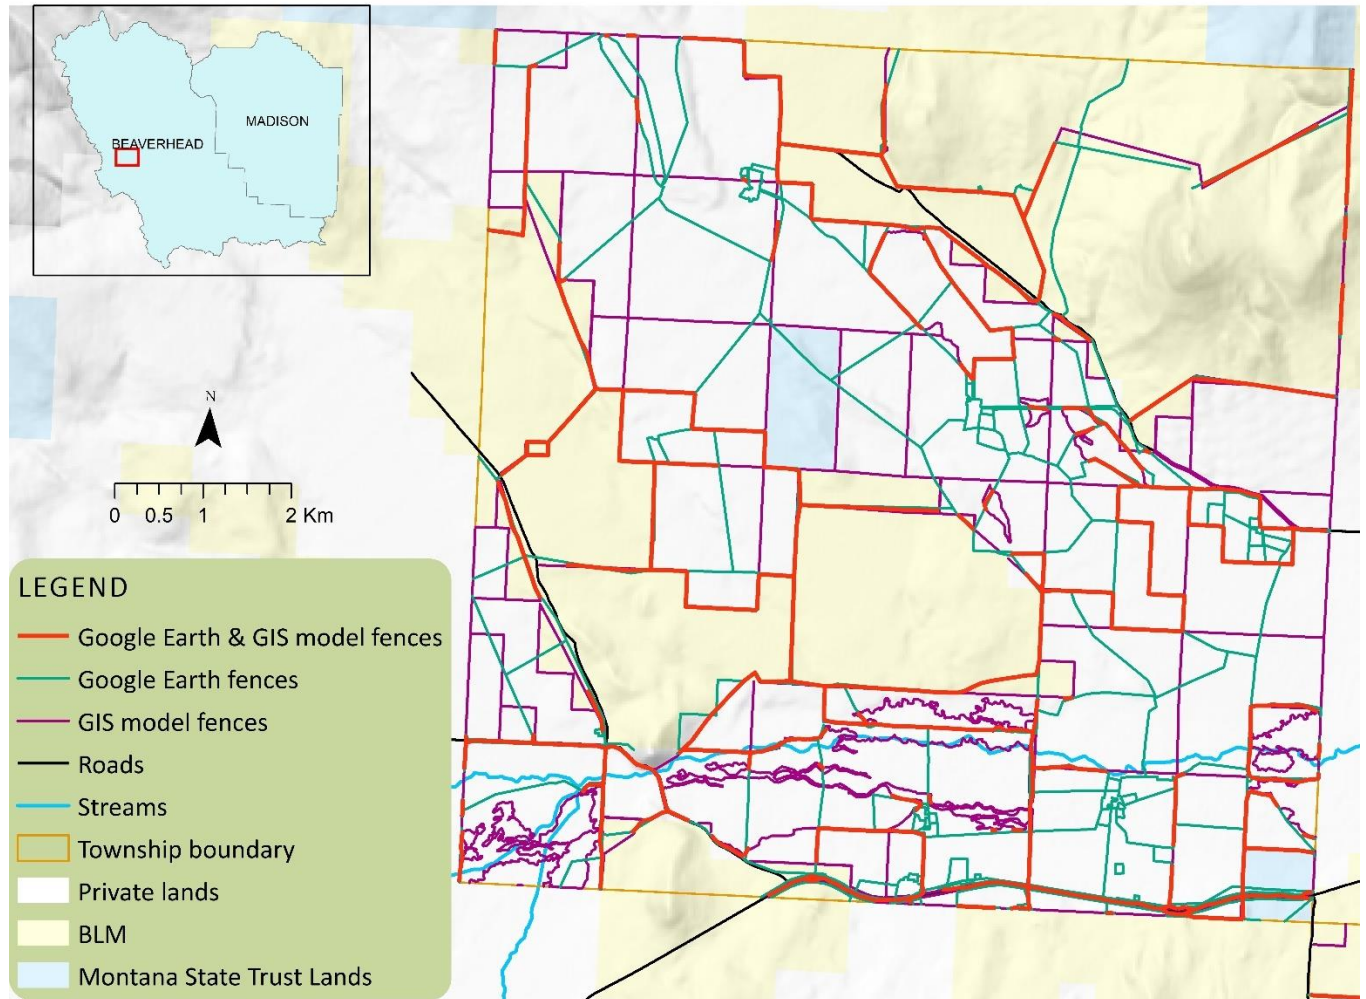 MADISON
BEAVERHEAD
N
0 0.5 1 2 Km
LEGEND
Google Earth & GIS model fences
Google Earth fences
GIS model fences
Roads
Streams
Township boundary
Private lands
BLM
Montana State Trust Lands